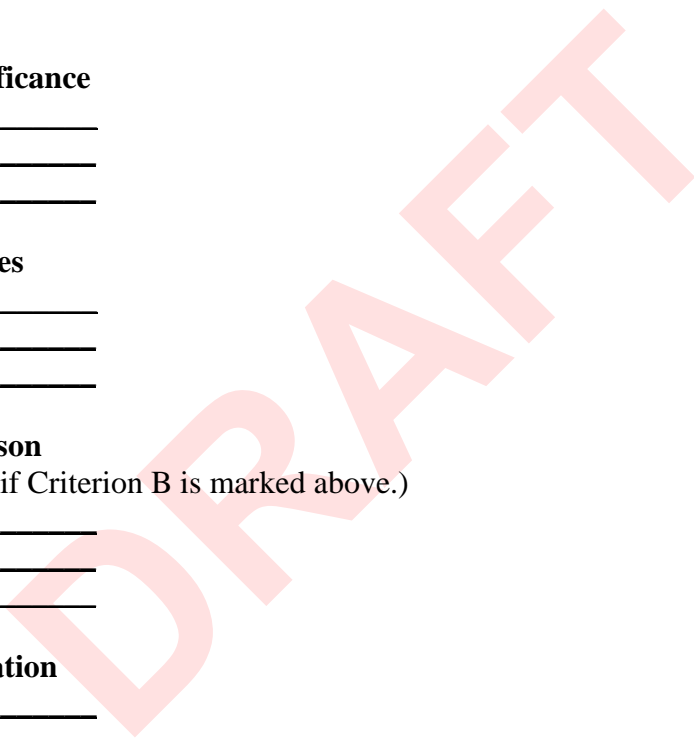 ficance
es
son
if Criterion B is marked above.)
ation
DRAFT